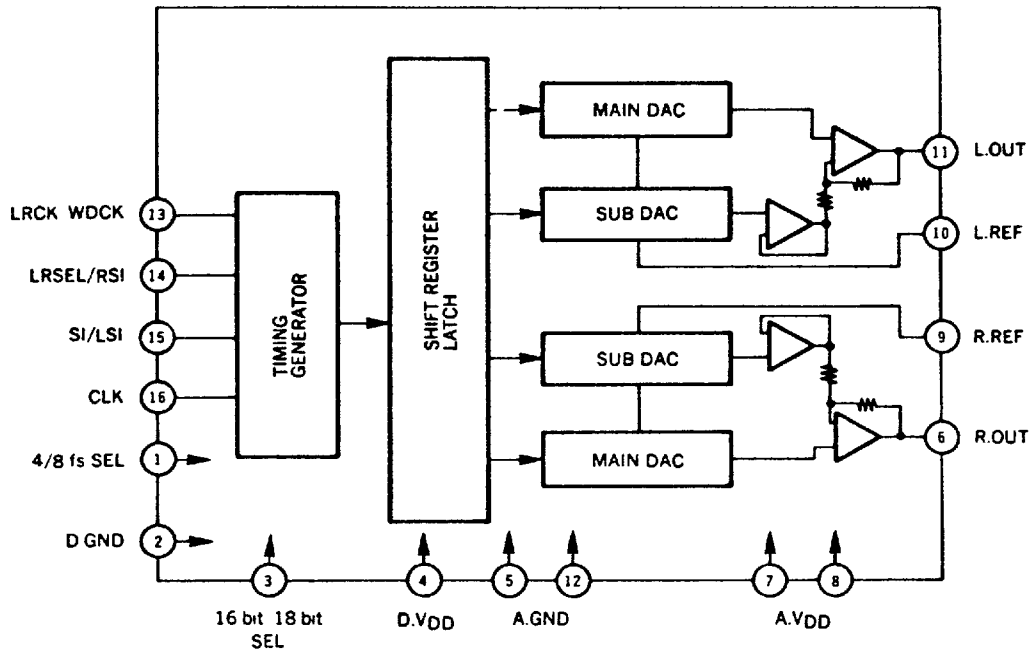 MAIN DAC
11 L.OUT
LRCK WDCK 13
SUB DAC
10 L.REF
LRSEL/RSI 14
TIMING
GENERATOR
SHIFT REGISTER
LATCH
SI/LSI 15
9 R.REF
SUB DAC
CLK 16
6 R.OUT
4/8 fs SEL 1
MAIN DAC
D GND 2
3
4
5
12
7
8
16 bit 18 bit
SEL
D.VDD
A.GND
A.VDD